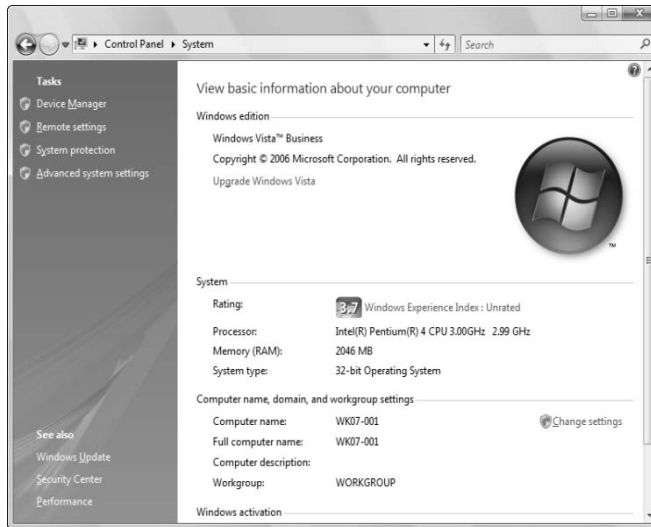 Control Panel ▸ System
Search
Tasks
Device Manager
Remote settings
System protection
Advanced system settings
See also
Windows Update
Security Center
Performance
View basic information about your computer
Windows edition
Windows Vista™ Business
Copyright © 2006 Microsoft Corporation. All rights reserved.
Upgrade Windows Vista
TM
System
Rating: 3.7 Windows Experience Index : Unrated
Processor: Intel(R) Pentium(R) 4 CPU 3.00GHz 2.99 GHz
Memory (RAM): 2046 MB
System type: 32-bit Operating System
Computer name, domain, and workgroup settings
Computer name: WK07-001 Change settings
Full computer name: WK07-001
Computer description:
Workgroup: WORKGROUP
Windows activation